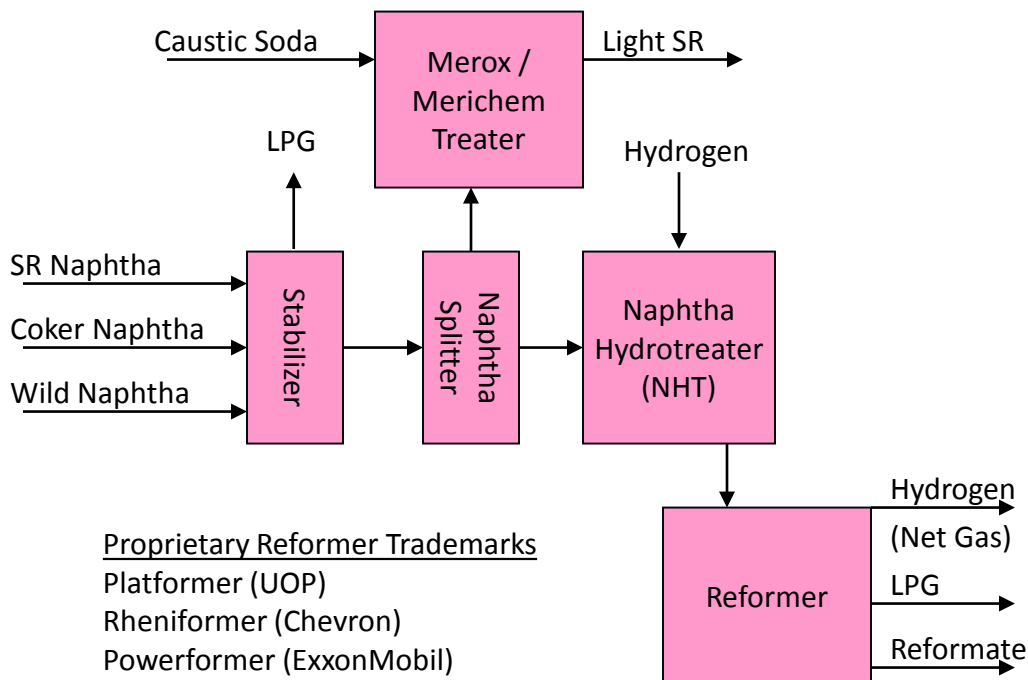 Caustic Soda
Merox /
Merichem
Treater
Light SR
LPG
Hydrogen
SR Naphtha
Coker Naphtha
Wild Naphtha
Stabilizer
Naphtha
Splitter
Naphtha
Hydrotreater
(NHT)
Hydrogen
(Net Gas)
LPG
Reformate
Reformer
Proprietary Reformer Trademarks
Platformer (UOP)
Rheniformer (Chevron)
Powerformer (ExxonMobil)